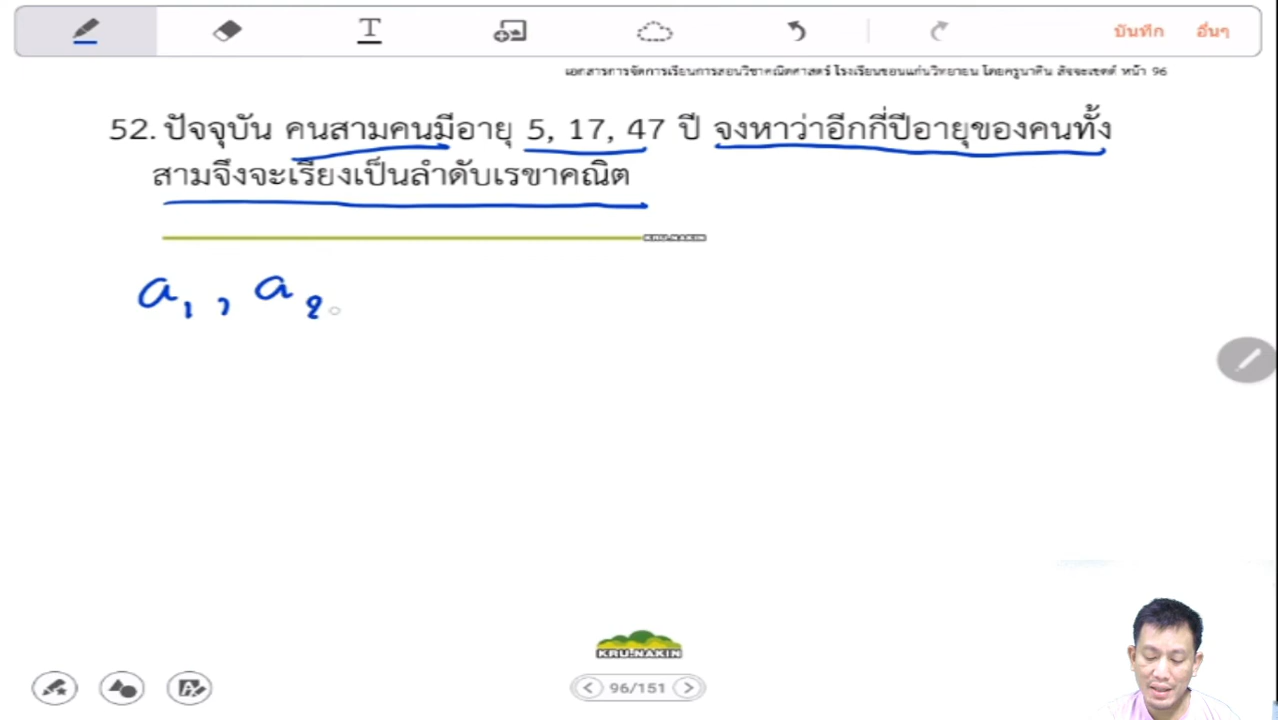 T
บันทึก อื่นๆ
เอกสารการจัดการเรียนการสอนวิชาคณิตศาสตร์ โรงเรียนขอนแก่นวิทยายน โดยครูนาคิน สัจจะเขตต์ หน้า 96
52. ปัจจุบัน คนสามคนมีอายุ 5, 17, 47 ปี จงหาว่าอีกกี่ปีอายุของคนทั้ง
สามจึงจะเรียงเป็นลำดับเรขาคณิต
KRU.NAKIN
a₁ , a₂
KRU.NAKIN
96/151